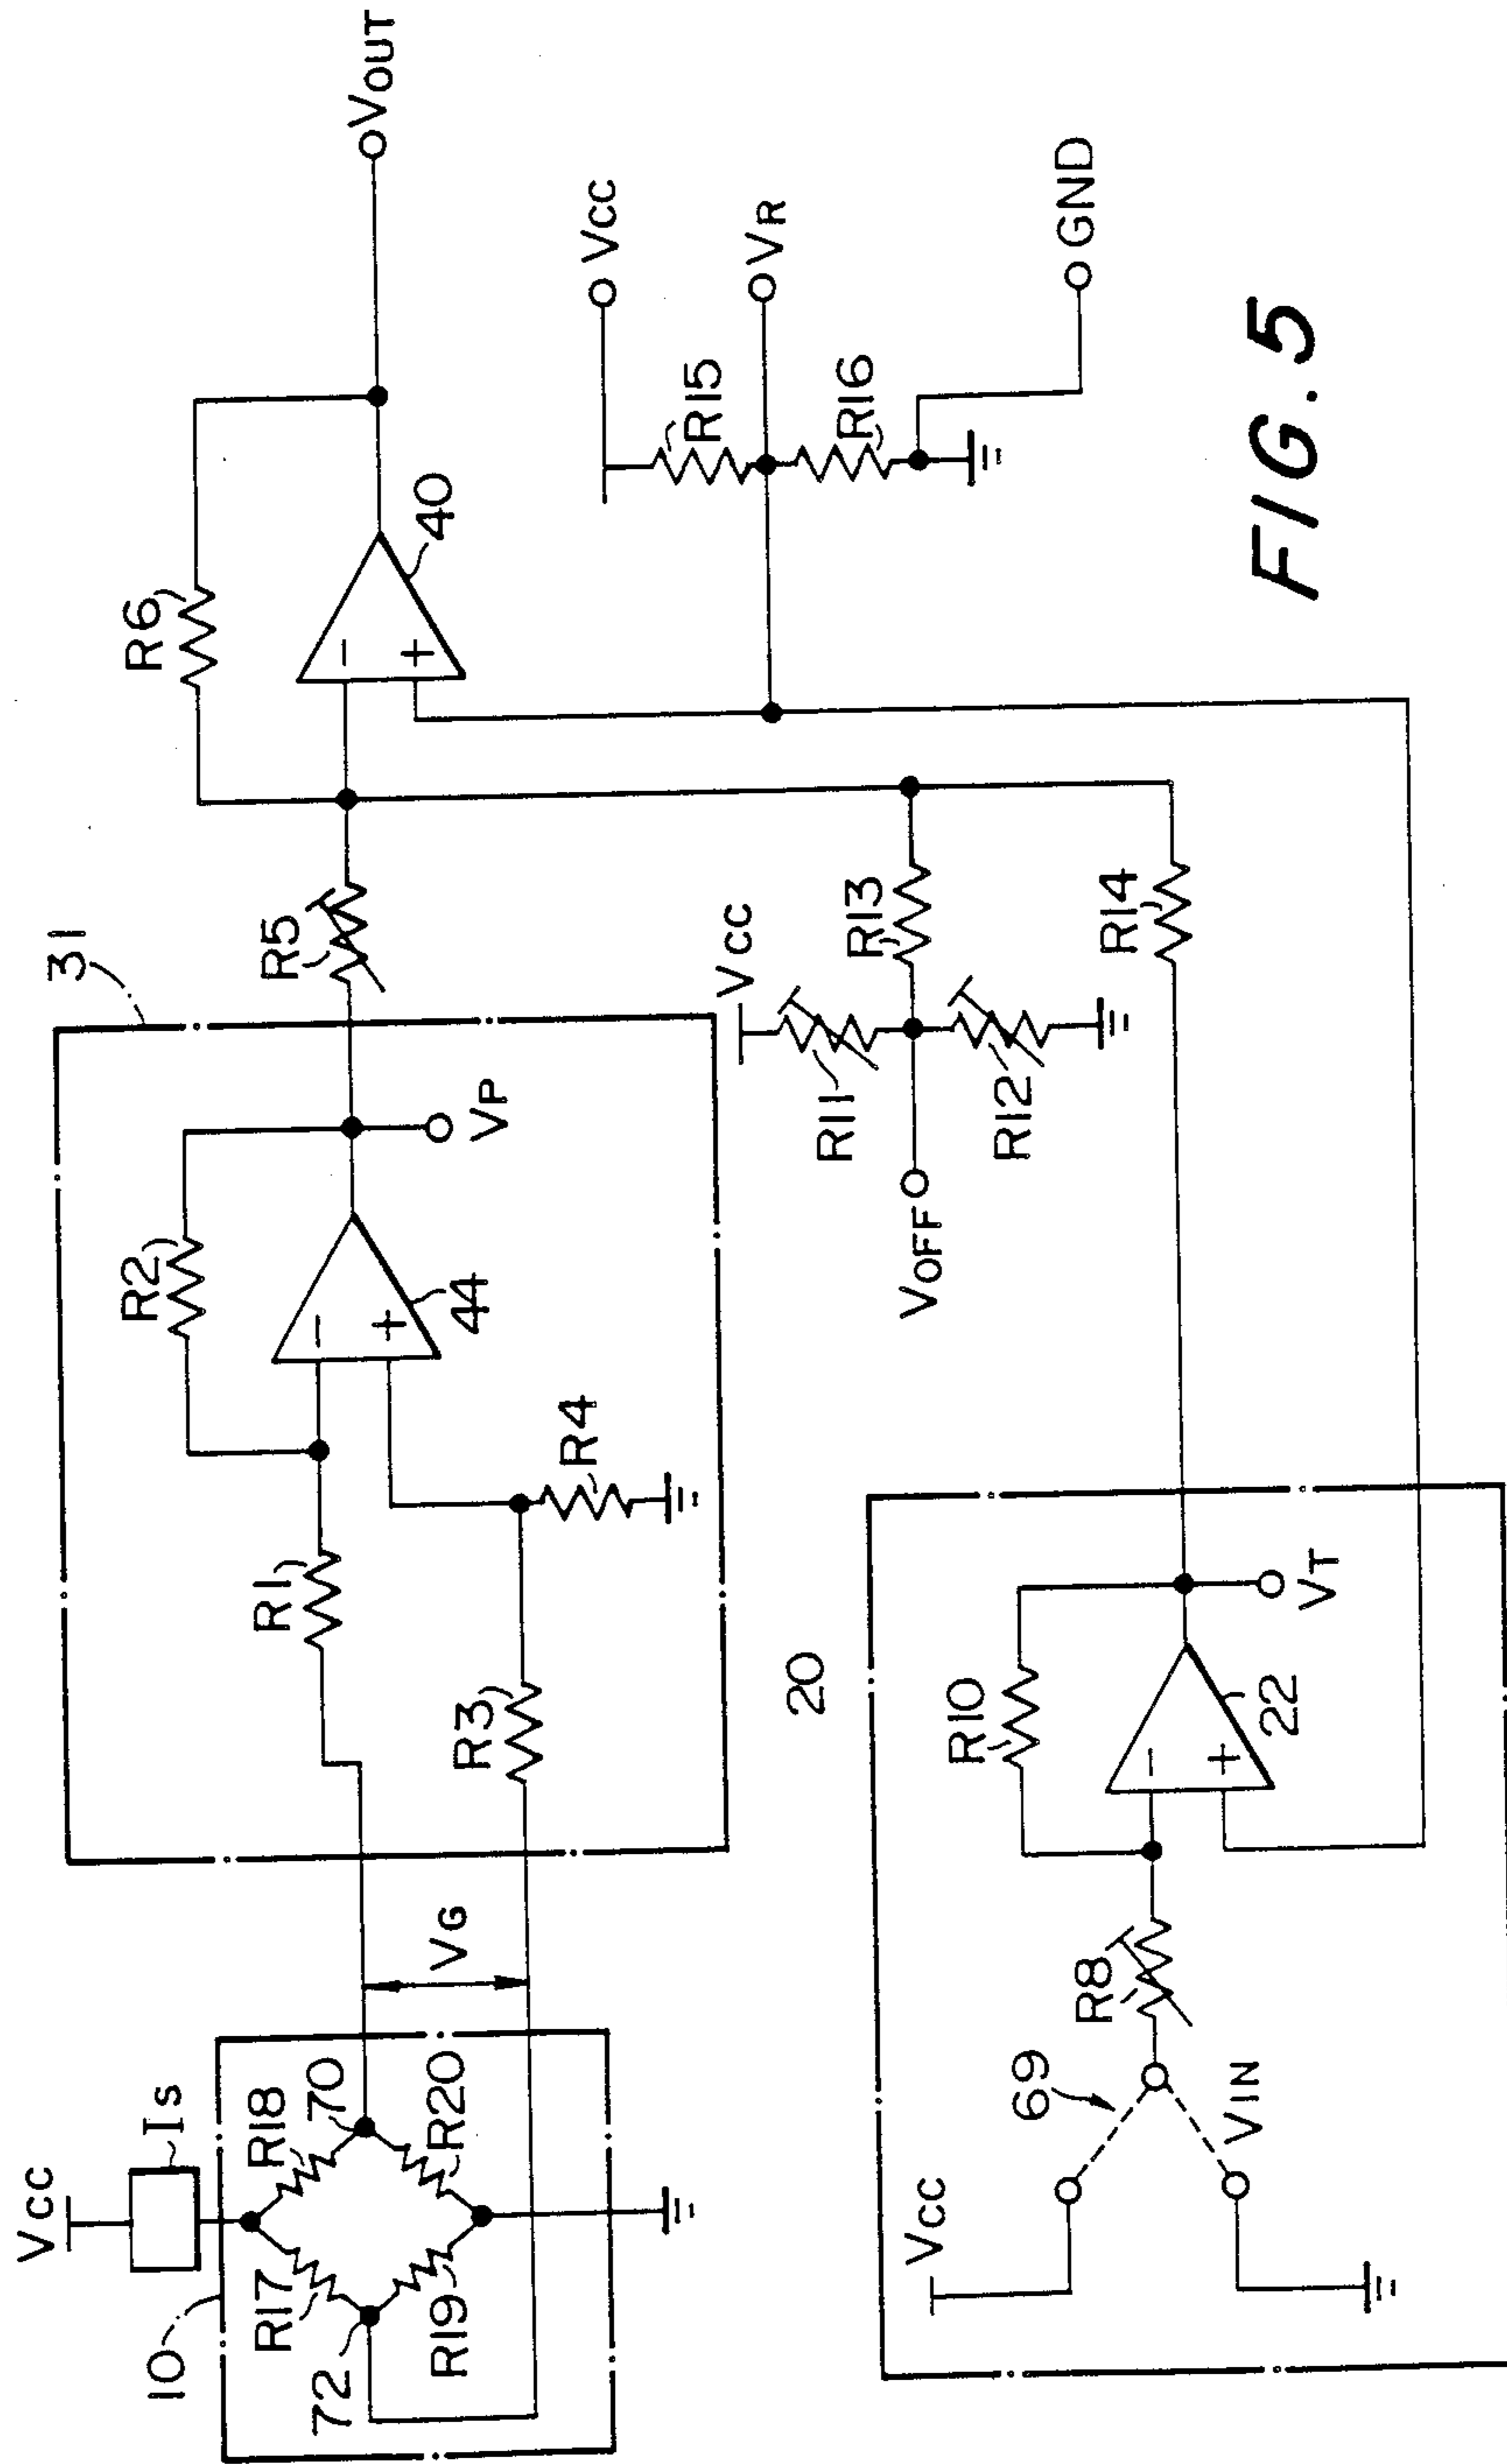 VCC
IS
10
R17
R18
70
72
R19
R20
VG
31
R1
R2
R3
R4
44
VP
R5
R6
40
VOUT
VCC
R15
VR
R16
GND
VCC
R11
R12
R13
VOFF
R14
20
VCC
69
VIN
R8
R10
22
VT
FIG. 5